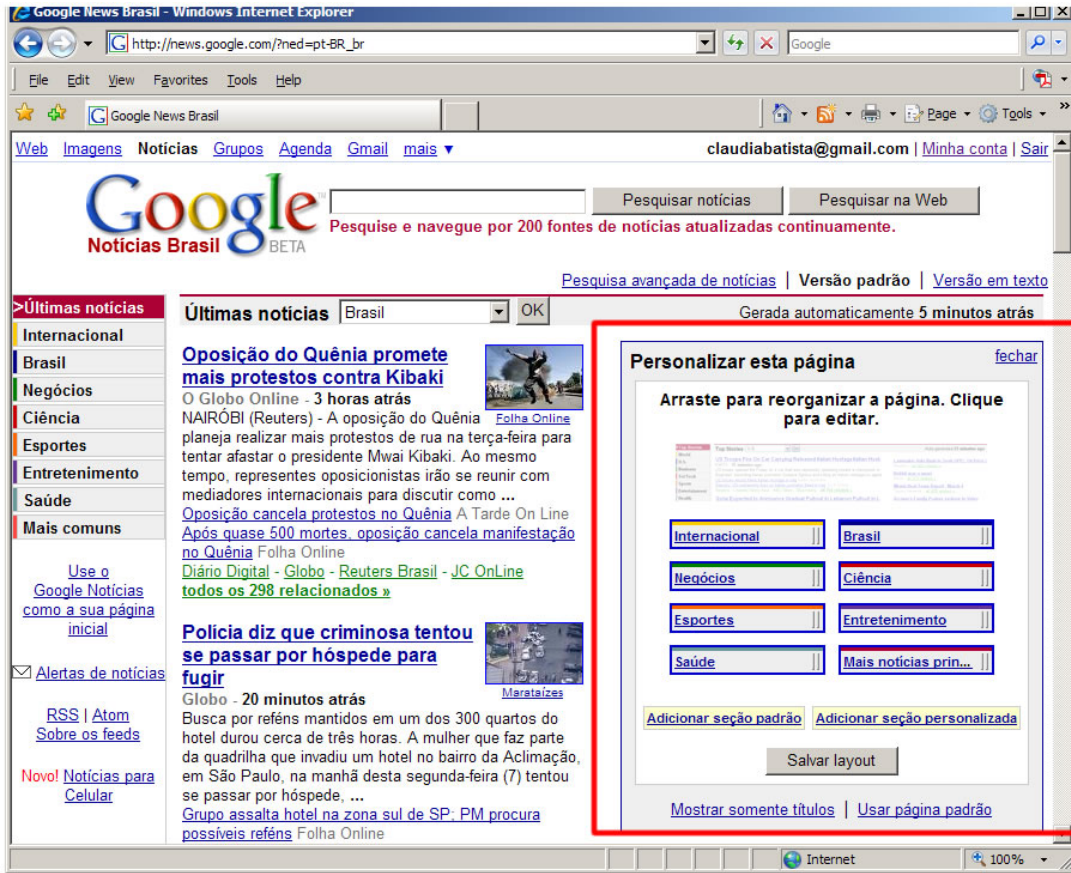 Google News Brasil - Windows Internet Explorer
http://news.google.com/?ned=pt-BR_br
Google
File Edit View Favorites Tools Help
Google News Brasil
Page Tools »
Web Imagens Notícias Grupos Agenda Gmail mais ▼
claudiabatista@gmail.com | Minha conta | Sair
Google™
Notícias Brasil BETA
Pesquisar notícias
Pesquisar na Web
Pesquise e navegue por 200 fontes de notícias atualizadas continuamente.
Pesquisa avançada de notícias | Versão padrão | Versão em texto
>Últimas notícias
Internacional
Brasil
Negócios
Ciência
Esportes
Entretenimento
Saúde
Mais comuns
Use o
Google Notícias
como a sua página
inicial
Alertas de notícias
RSS | Atom
Sobre os feeds
Novo! Notícias para
Celular
Últimas notícias Brasil OK
Gerada automaticamente 5 minutos atrás
Oposição do Quênia promete
mais protestos contra Kibaki
O Globo Online - 3 horas atrás
Folha Online
NAIRÓBI (Reuters) - A oposição do Quênia
planeja realizar mais protestos de rua na terça-feira para
tentar afastar o presidente Mwai Kibaki. Ao mesmo
tempo, representes oposicionistas irão se reunir com
mediadores internacionais para discutir como ...
Oposição cancela protestos no Quênia A Tarde On Line
Após quase 500 mortes, oposição cancela manifestação
no Quênia Folha Online
Diário Digital - Globo - Reuters Brasil - JC OnLine
todos os 298 relacionados »
Polícia diz que criminosa tentou
se passar por hóspede para
fugir
Globo - 20 minutos atrás
Marataízes
Busca por reféns mantidos em um dos 300 quartos do
hotel durou cerca de três horas. A mulher que faz parte
da quadrilha que invadiu um hotel no bairro da Aclimação,
em São Paulo, na manhã desta segunda-feira (7) tentou
se passar por hóspede, ...
Grupo assalta hotel na zona sul de SP; PM procura
possíveis reféns Folha Online
Personalizar esta página
fechar
Arraste para reorganizar a página. Clique
para editar.
Internacional
Brasil
Negócios
Ciência
Esportes
Entretenimento
Saúde
Mais notícias prin...
Adicionar seção padrão
Adicionar seção personalizada
Salvar layout
Mostrar somente títulos | Usar página padrão
Internet
100%